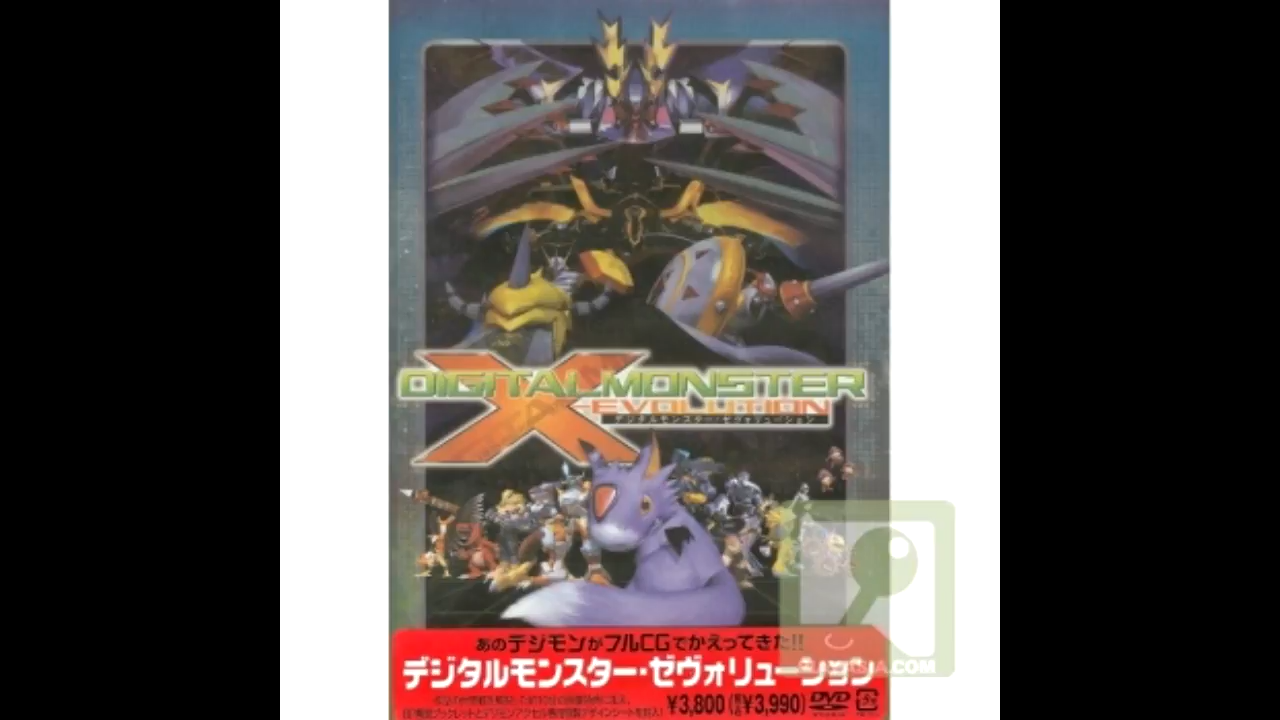 DIGITALMONSTER
X-EVOLUTION
デジタルモンスター・ゼヴォリューション
あのデジモンがフルCGでかえってきた!!
デジタルモンスター・ゼヴォリューション
¥3,800 (税込¥3,990) DVD
.COM